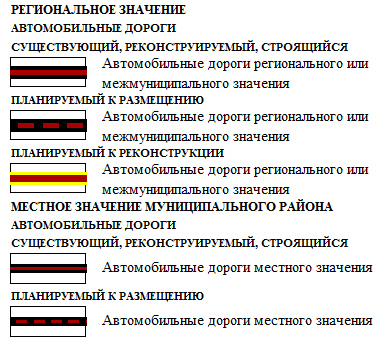 РЕГИОНАЛЬНОЕ ЗНАЧЕНИЕ
АВТОМОБИЛЬНЫЕ ДОРОГИ
СУЩЕСТВУЮЩИЙ, РЕКОНСТРУИРУЕМЫЙ, СТРОЯЩИЙСЯ
Автомобильные дороги регионального или
межмуниципального значения
ПЛАНИРУЕМЫЙ К РАЗМЕЩЕНИЮ
Автомобильные дороги регионального или
межмуниципального значения
ПЛАНИРУЕМЫЙ К РЕКОНСТРУКЦИИ
Автомобильные дороги регионального или
межмуниципального значения
МЕСТНОЕ ЗНАЧЕНИЕ МУНИЦИПАЛЬНОГО РАЙОНА
АВТОМОБИЛЬНЫЕ ДОРОГИ
СУЩЕСТВУЮЩИЙ, РЕКОНСТРУИРУЕМЫЙ, СТРОЯЩИЙСЯ
Автомобильные дороги местного значения
ПЛАНИРУЕМЫЙ К РАЗМЕЩЕНИЮ
Автомобильные дороги местного значения